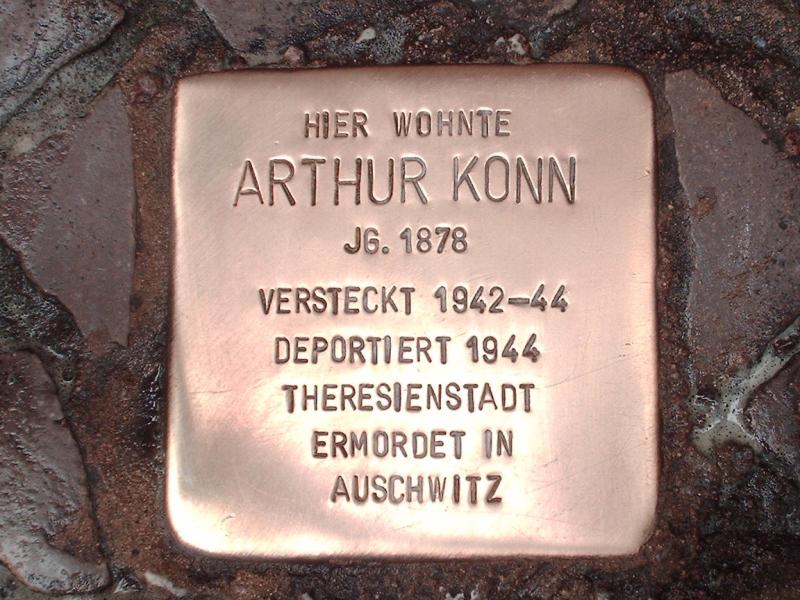 HIER WOHNTE
ARTHUR KONN
JG. 1878
VERSTECKT 1942–44
DEPORTIERT 1944
THERESIENSTADT
ERMORDET IN
AUSCHWITZ